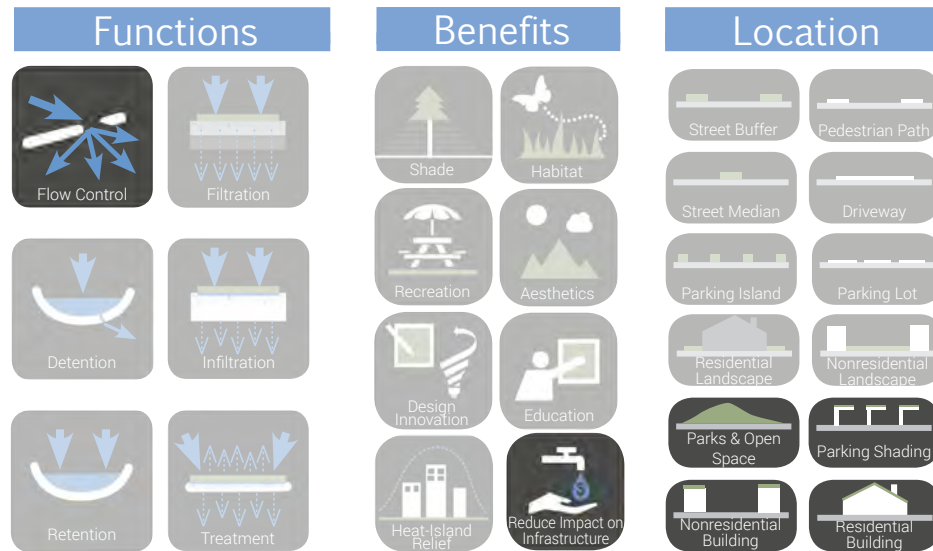 Functions
Benefits
Location
Flow Control
Filtration
Detention
Infiltration
Retention
Treatment
Shade
Habitat
Recreation
Aesthetics
Design
Innovation
Education
Heat-Island
Relief
$
Reduce Impact on
Infrastructure
Street Buffer
Pedestrian Path
Street Median
Driveway
Parking Island
Parking Lot
Residential
Landscape
Nonresidential
Landscape
Parks & Open
Space
Parking Shading
Nonresidential
Building
Residential
Building